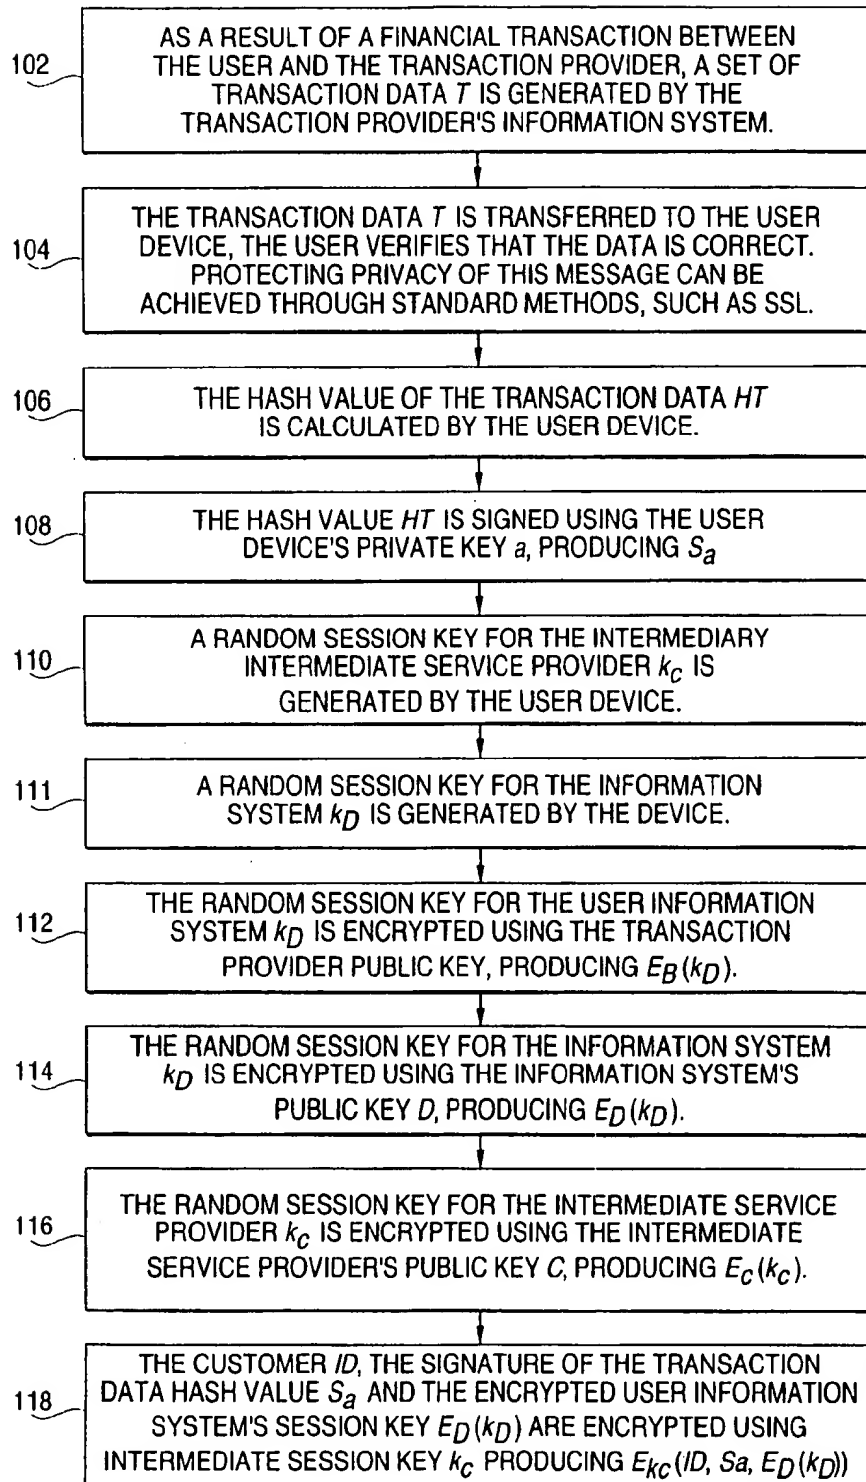 102
AS A RESULT OF A FINANCIAL TRANSACTION BETWEEN
THE USER AND THE TRANSACTION PROVIDER, A SET OF
TRANSACTION DATA T IS GENERATED BY THE
TRANSACTION PROVIDER'S INFORMATION SYSTEM.
104
THE TRANSACTION DATA T IS TRANSFERRED TO THE USER
DEVICE, THE USER VERIFIES THAT THE DATA IS CORRECT.
PROTECTING PRIVACY OF THIS MESSAGE CAN BE
ACHIEVED THROUGH STANDARD METHODS, SUCH AS SSL.
106
THE HASH VALUE OF THE TRANSACTION DATA HT
IS CALCULATED BY THE USER DEVICE.
108
THE HASH VALUE HT IS SIGNED USING THE USER
DEVICE'S PRIVATE KEY a, PRODUCING Sa
110
A RANDOM SESSION KEY FOR THE INTERMEDIARY
INTERMEDIATE SERVICE PROVIDER kC IS
GENERATED BY THE USER DEVICE.
111
A RANDOM SESSION KEY FOR THE INFORMATION
SYSTEM kD IS GENERATED BY THE DEVICE.
112
THE RANDOM SESSION KEY FOR THE USER INFORMATION
SYSTEM kD IS ENCRYPTED USING THE TRANSACTION
PROVIDER PUBLIC KEY, PRODUCING EB(kD).
114
THE RANDOM SESSION KEY FOR THE INFORMATION SYSTEM
kD IS ENCRYPTED USING THE INFORMATION SYSTEM'S
PUBLIC KEY D, PRODUCING ED(kD).
116
THE RANDOM SESSION KEY FOR THE INTERMEDIATE SERVICE
PROVIDER kC IS ENCRYPTED USING THE INTERMEDIATE
SERVICE PROVIDER'S PUBLIC KEY C, PRODUCING EC(kC).
118
THE CUSTOMER ID, THE SIGNATURE OF THE TRANSACTION
DATA HASH VALUE Sa AND THE ENCRYPTED USER INFORMATION
SYSTEM'S SESSION KEY ED(kD) ARE ENCRYPTED USING
INTERMEDIATE SESSION KEY kC PRODUCING EkC(ID, Sa, ED(kD))